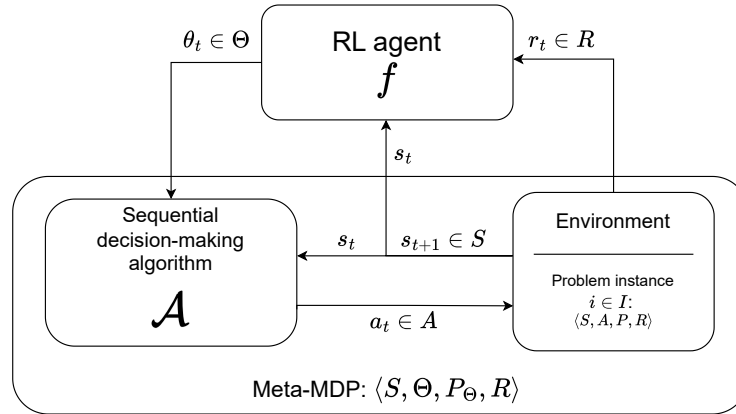 θ_t ∈ Θ
RL agent
f
r_t ∈ R
s_t
Sequential
decision-making
algorithm
𝒜
s_t
s_{t+1} ∈ S
a_t ∈ A
Environment
Problem instance
i ∈ I:
⟨S, A, P, R⟩
Meta-MDP: ⟨S, Θ, P_Θ, R⟩